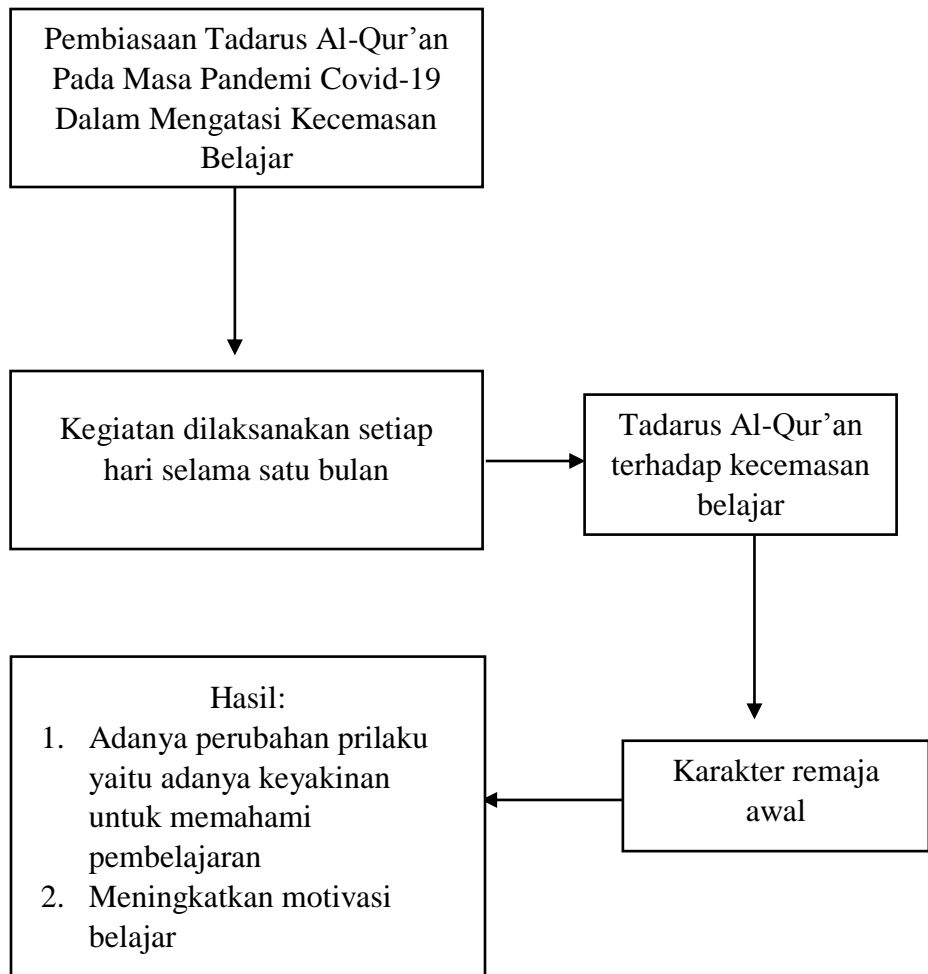 Pembiasaan Tadarus Al-Qur’an
Pada Masa Pandemi Covid-19
Dalam Mengatasi Kecemasan
Belajar
Kegiatan dilaksanakan setiap
hari selama satu bulan
Tadarus Al-Qur’an
terhadap kecemasan
belajar
Karakter remaja
awal
Hasil:
1. Adanya perubahan prilaku
yaitu adanya keyakinan
untuk memahami
pembelajaran
2. Meningkatkan motivasi
belajar